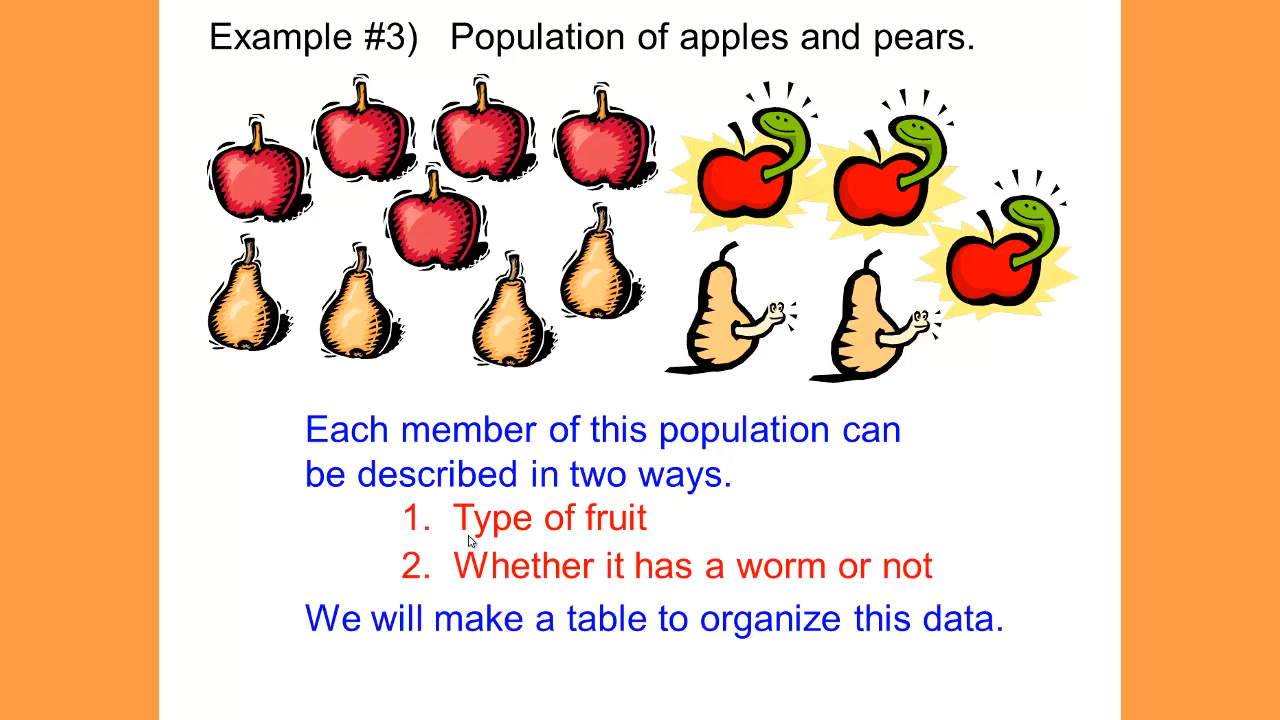 Example #3) Population of apples and pears.
Each member of this population can
be described in two ways.
1. Type of fruit
2. Whether it has a worm or not
We will make a table to organize this data.